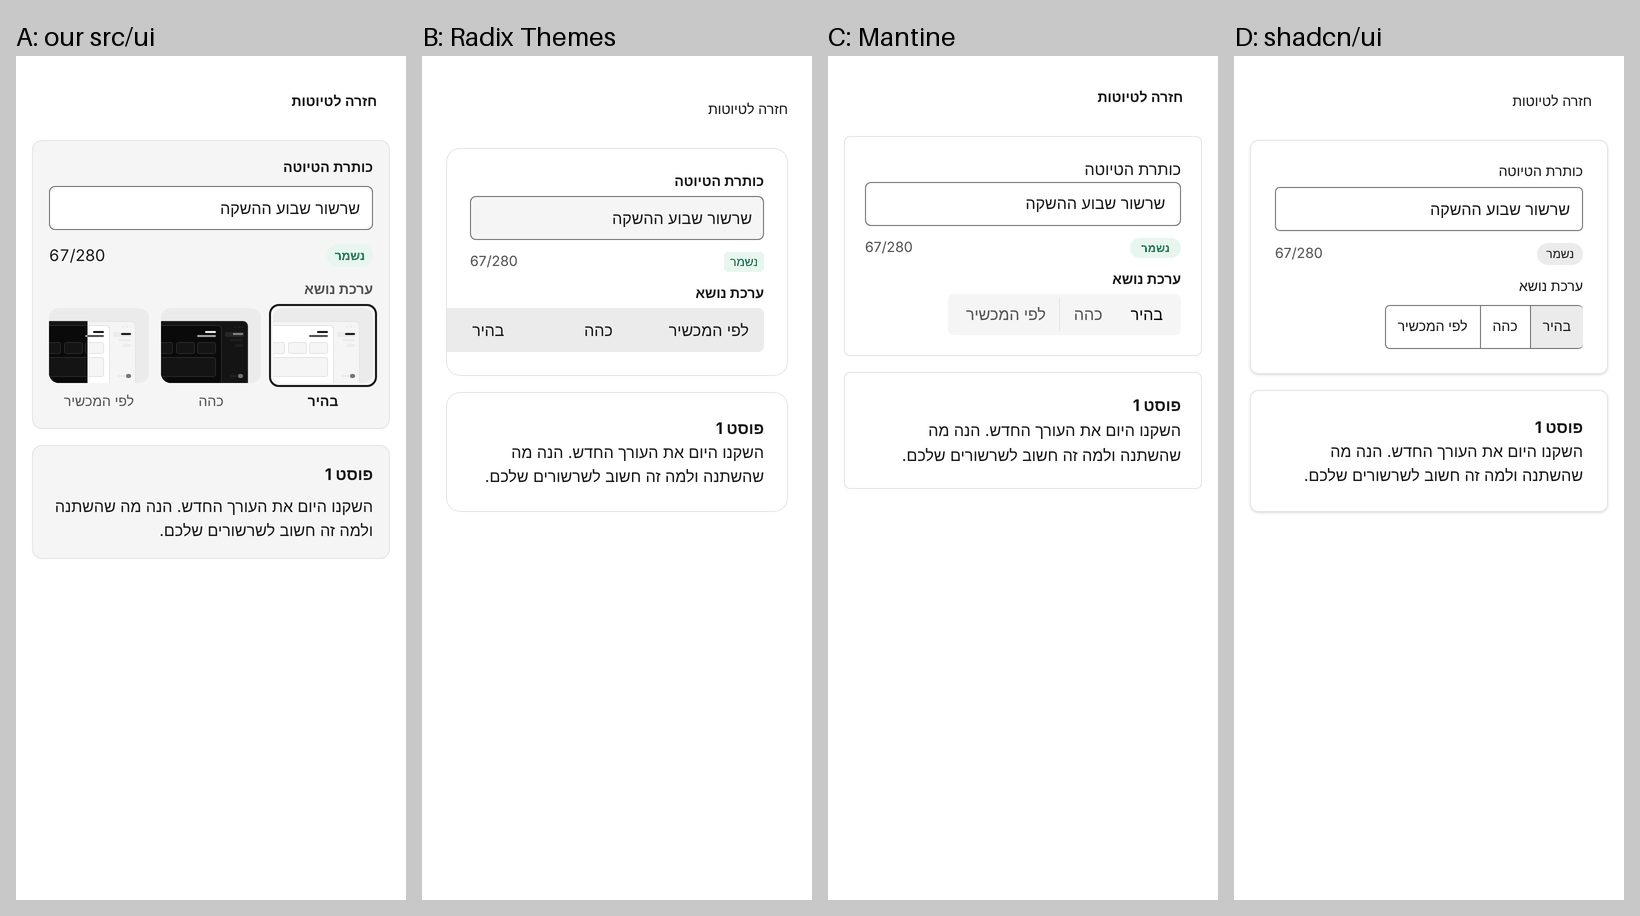 A: our src/ui
חזרה לטיוטות
כותרת הטיוטה
שרשור שבוע ההשקה
נשמר
67/280
ערכת נושא
בהיר
כהה
לפי המכשיר
פוסט 1
השקנו היום את העורך החדש. הנה מה שהשתנה
ולמה זה חשוב לשרשורים שלכם.
B: Radix Themes
חזרה לטיוטות
כותרת הטיוטה
שרשור שבוע ההשקה
נשמר
67/280
ערכת נושא
לפי המכשיר
כהה
בהיר
פוסט 1
השקנו היום את העורך החדש. הנה מה
שהשתנה ולמה זה חשוב לשרשורים שלכם.
C: Mantine
חזרה לטיוטות
כותרת הטיוטה
שרשור שבוע ההשקה
נשמר
67/280
ערכת נושא
בהיר
כהה
לפי המכשיר
פוסט 1
השקנו היום את העורך החדש. הנה מה
שהשתנה ולמה זה חשוב לשרשורים שלכם.
D: shadcn/ui
חזרה לטיוטות
כותרת הטיוטה
שרשור שבוע ההשקה
נשמר
67/280
ערכת נושא
בהיר
כהה
לפי המכשיר
פוסט 1
השקנו היום את העורך החדש. הנה מה
שהשתנה ולמה זה חשוב לשרשורים שלכם.